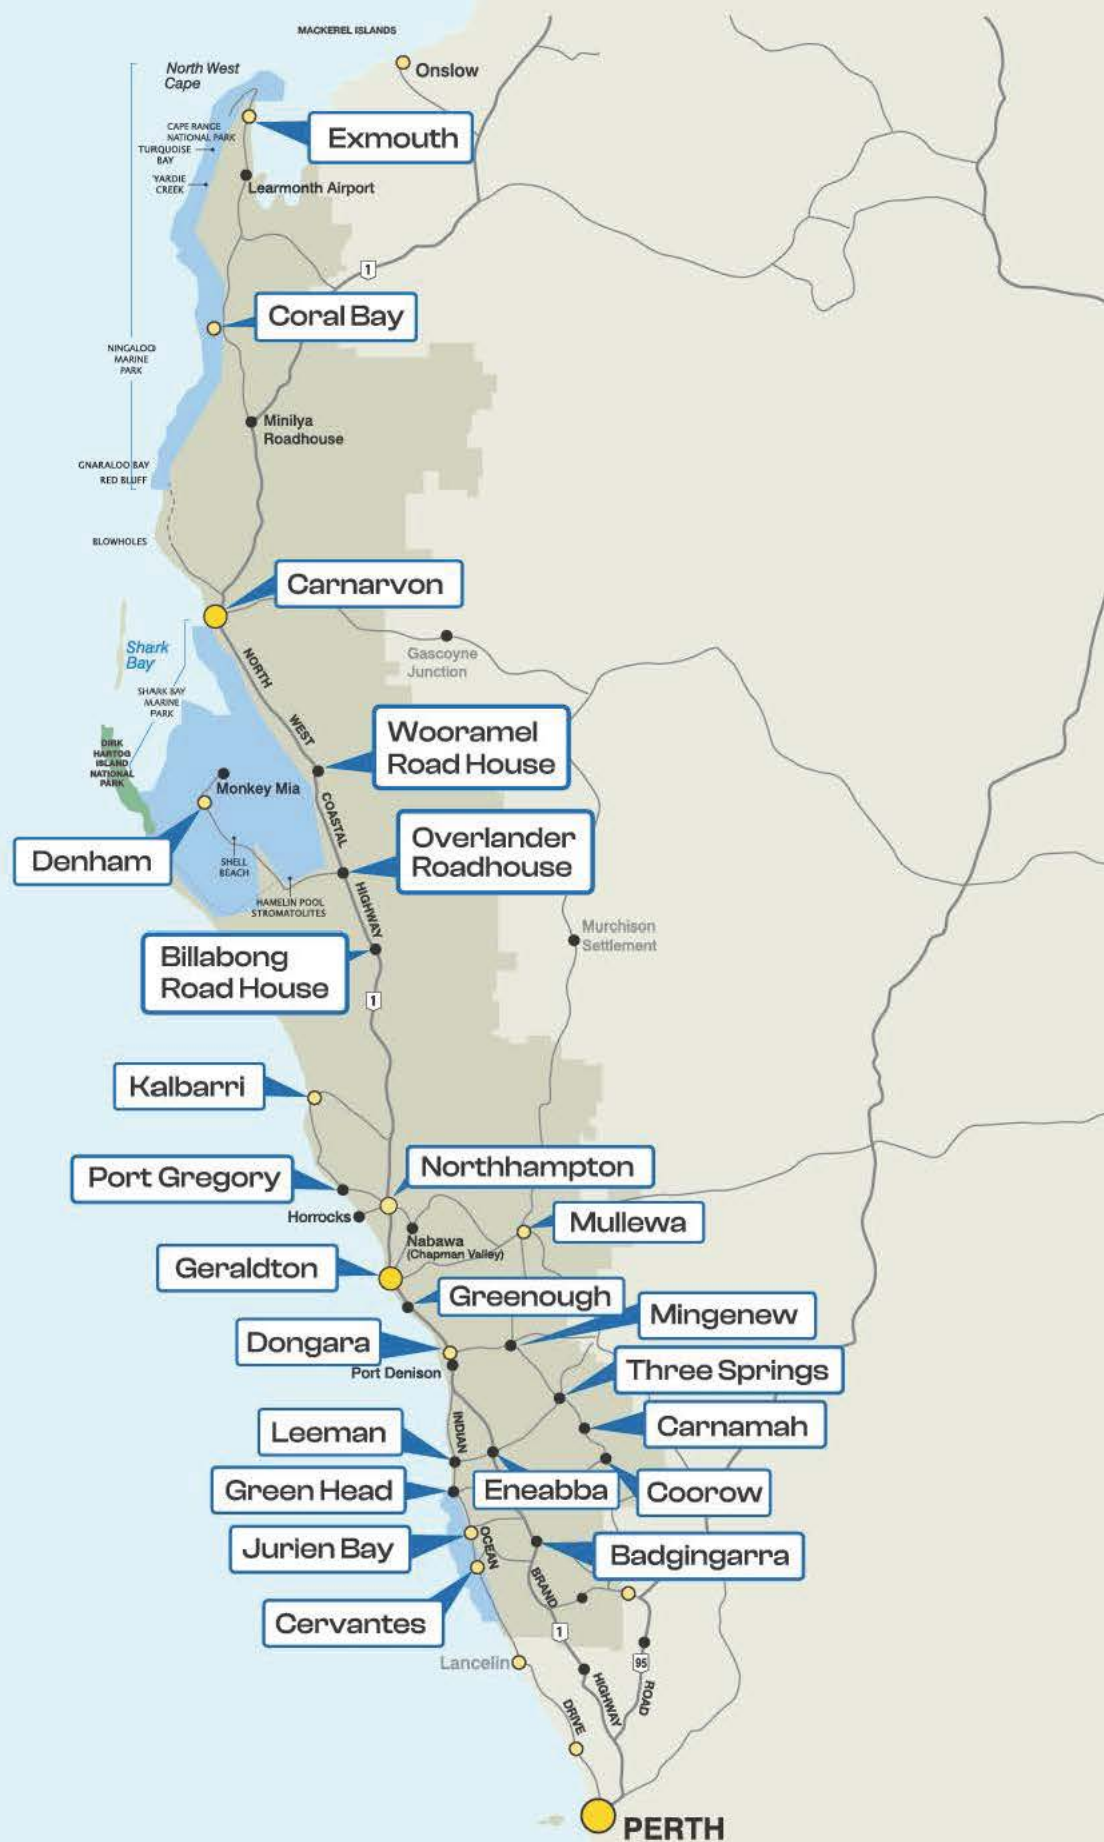 MACKEREL ISLANDS
Onslow
North West
Cape
Exmouth
CAPE RANGE
NATIONAL PARK
TURQUOISE
BAY
YARDIE
CREEK
Learmonth Airport
1
Coral Bay
NINGALOO
MARINE
PARK
Minilya
Roadhouse
GNARALOO BAY
RED BLUFF
BLOWHOLES
Carnarvon
Shark
Bay
Gascoyne
Junction
SHARK BAY
MARINE
PARK
NORTH
WEST
COASTAL
HIGHWAY
Wooramel
Road House
DIRK
HARTOG
ISLAND
NATIONAL
PARK
Monkey Mia
Denham
Overlander
Roadhouse
SHELL
BEACH
HAMELIN POOL
STROMATOLITES
Murchison
Settlement
Billabong
Road House
1
Kalbarri
Northhampton
Port Gregory
Horrocks
Mullewa
Nabawa
(Chapman Valley)
Geraldton
Greenough
Mingenew
Dongara
Port Denison
Three Springs
Carnamah
Leeman
INDIAN
OCEAN
DRIVE
Green Head
Eneabba
Coorow
Jurien Bay
Badgingarra
BRAND
HIGHWAY
Cervantes
1
95
ROAD
Lancelin
PERTH